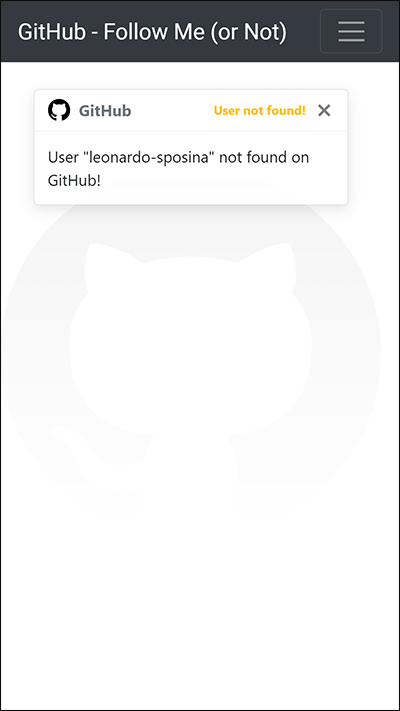 GitHub - Follow Me (or Not)
GitHub User not found!
User "leonardo-sposina" not found on
GitHub!